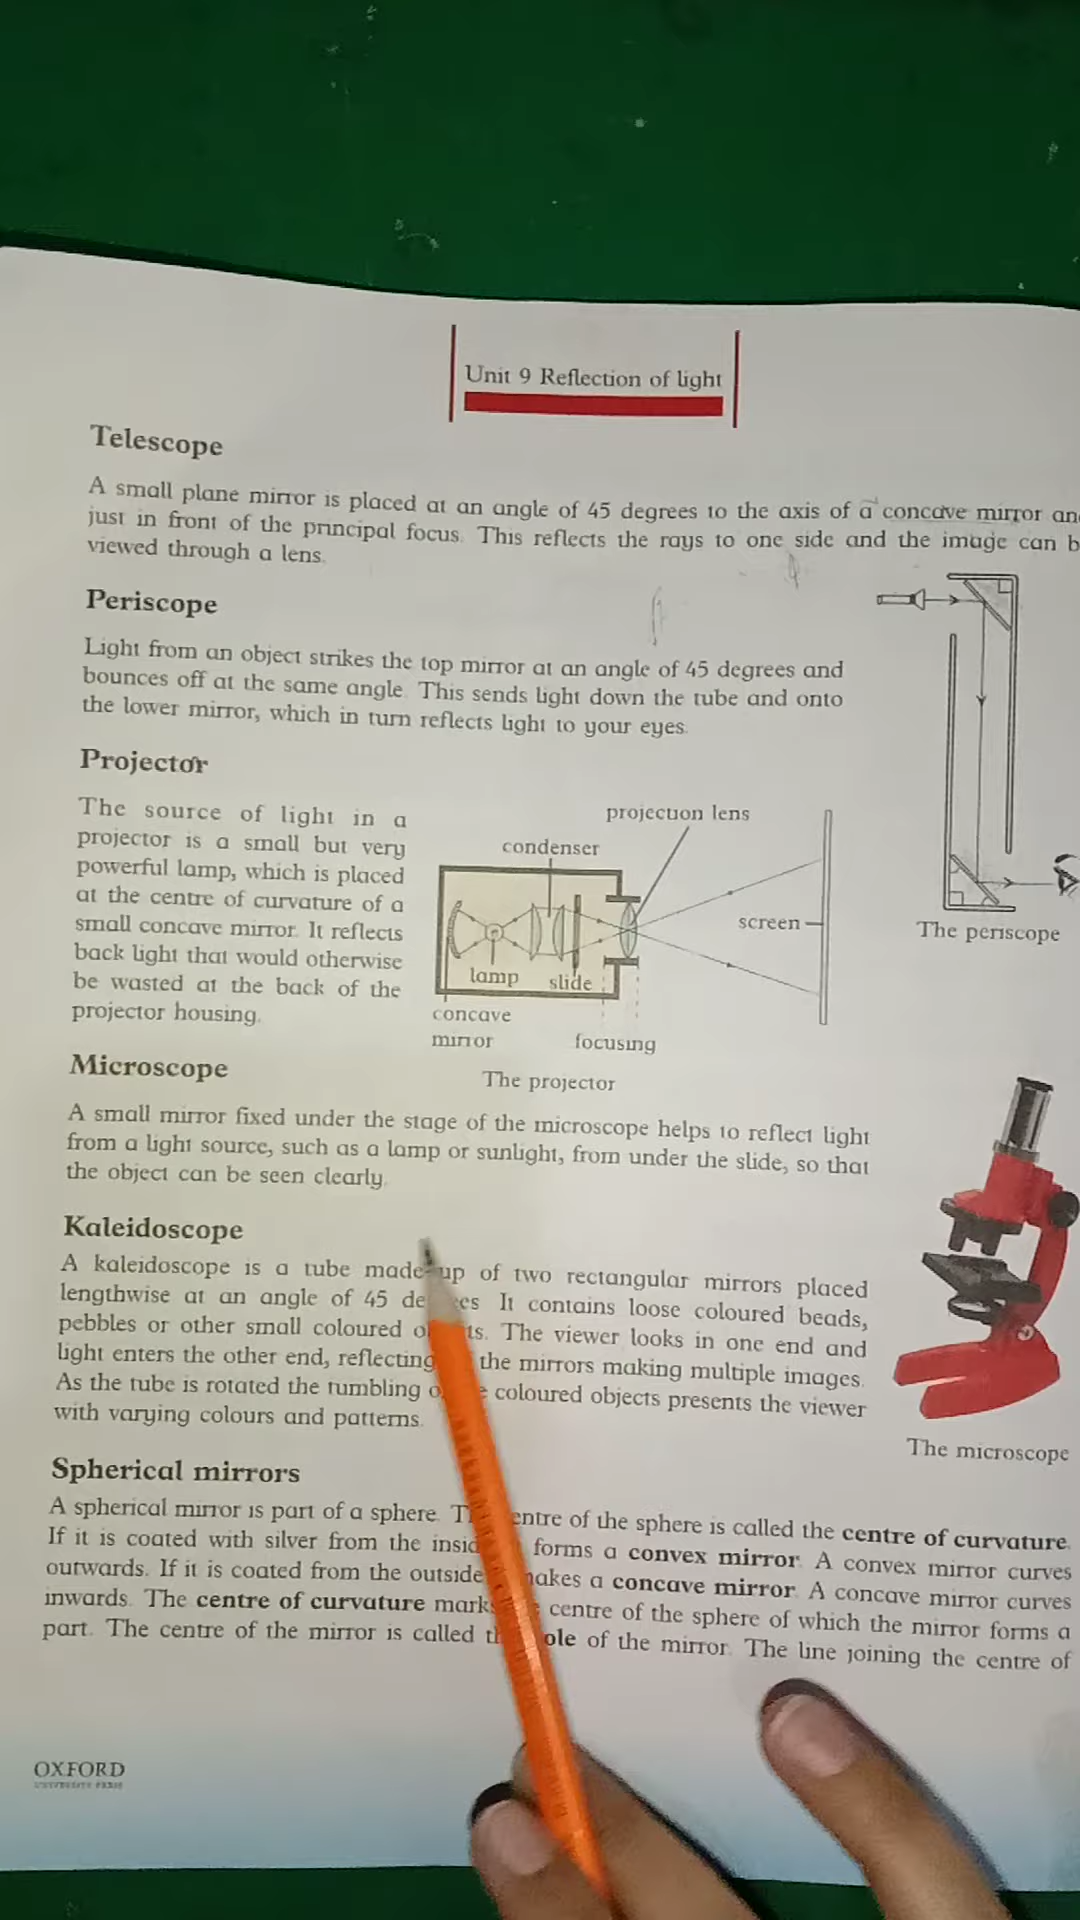 Unit 9 Reflection of light
Telescope
A small plane mirror is placed at an angle of 45 degrees to the axis of a concave mirror
just in front of the principal focus. This reflects the rays to one side and the image can
viewed through a lens.
Periscope
Light from an object strikes the top mirror at an angle of 45 degrees and
bounces off at the same angle. This sends light down the tube and onto
the lower mirror, which in turn reflects light to your eyes.
The periscope
Projector
The source of light in a
projector is a small but very
powerful lamp, which is placed
at the centre of curvature of a
small concave mirror. It reflects
back light that would otherwise
be wasted at the back of the
projector housing.
projection lens
condenser
screen
lamp
slide
concave
mirror
focusing
The projector
Microscope
A small mirror fixed under the stage of the microscope helps to reflect light
from a light source, such as a lamp or sunlight, from under the slide, so that
the object can be seen clearly.
The microscope
Kaleidoscope
A kaleidoscope is a tube made up of two rectangular mirrors placed
lengthwise at an angle of 45 It contains loose coloured beads,
pebbles or other small coloured The viewer looks in one end and
light enters the other end, reflecting the mirrors making multiple images.
As the tube is rotated the tumbling coloured objects presents the viewer
with varying colours and patterns.
Spherical mirrors
A spherical mirror is part of a sphere. centre of the sphere is called the centre of curvature.
If it is coated with silver from the forms a convex mirror. A convex mirror curves
outwards. If it is coated from the outside makes a concave mirror. A concave mirror curves
inwards. The centre of curvature centre of the sphere of which the mirror forms a
part. The centre of the mirror is called of the mirror. The line joining the centre of
OXFORD
UNIVERSITY PRESS